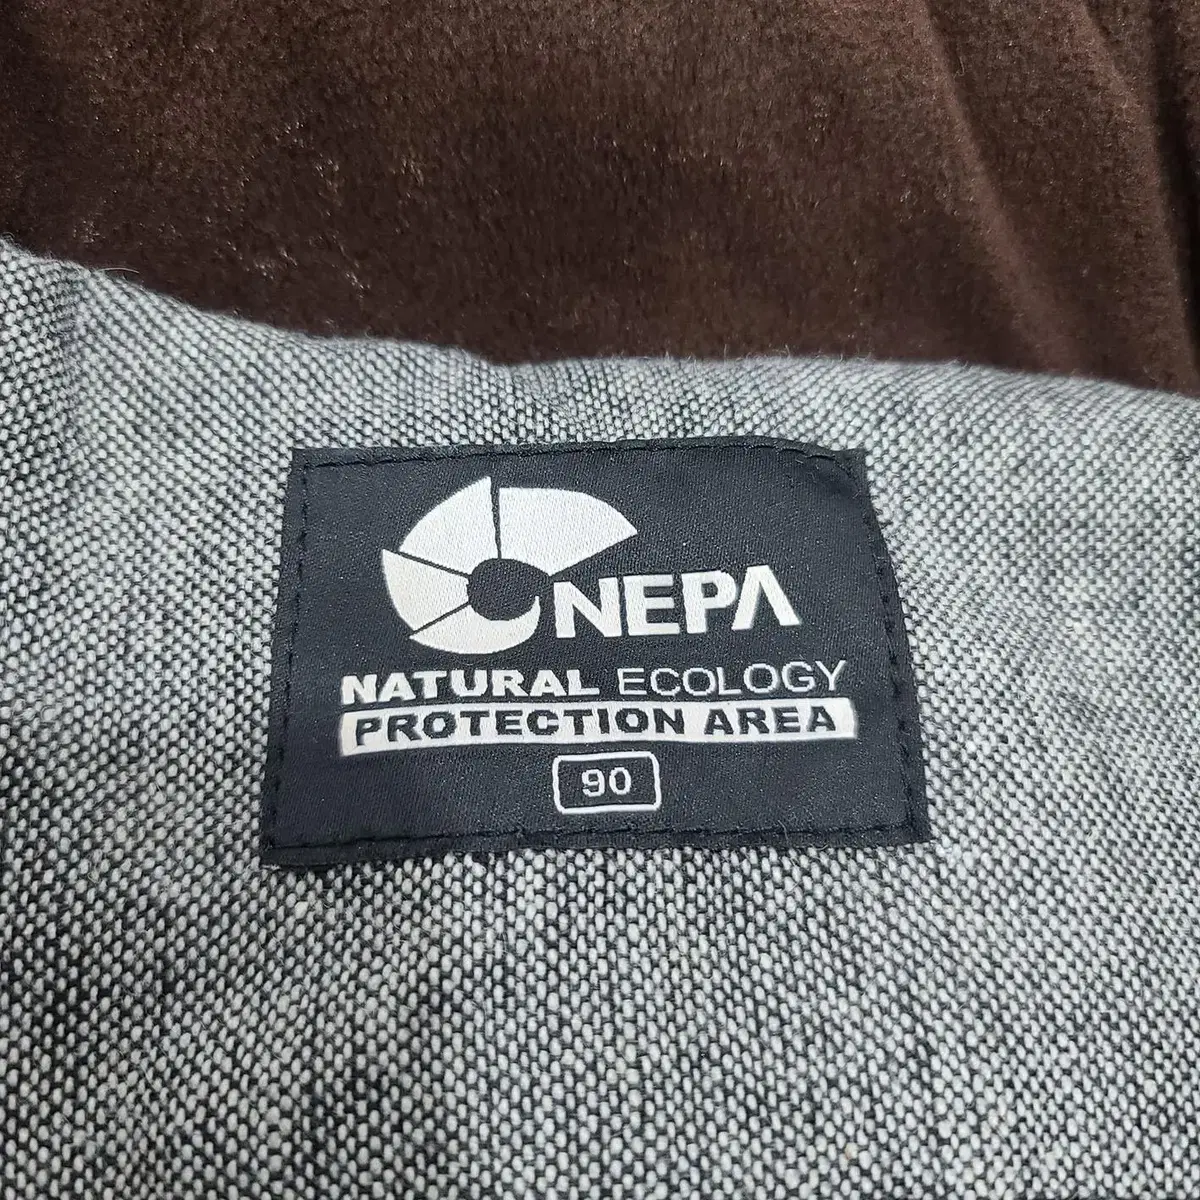 NEPA
NATURAL ECOLOGY
PROTECTION AREA
90